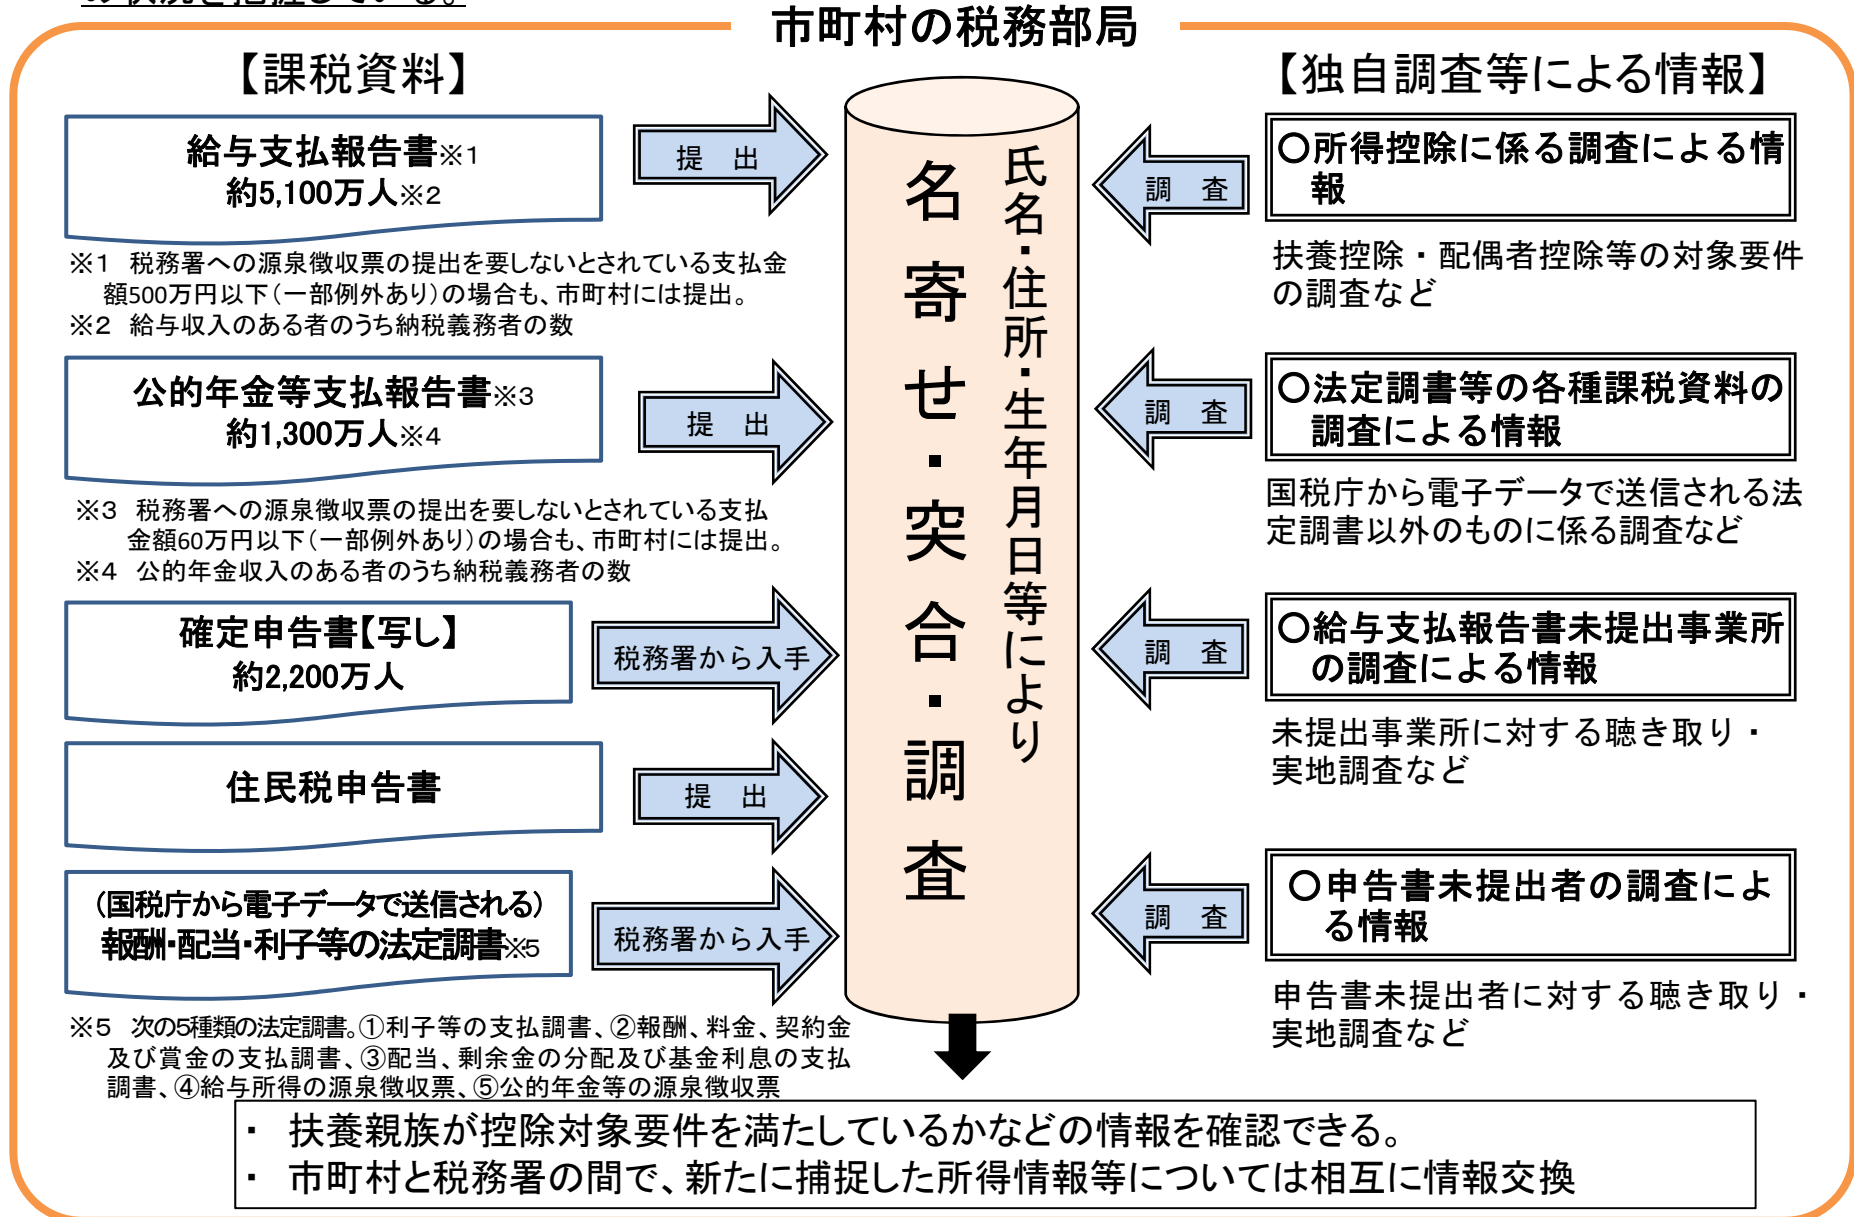 の状況を把握している。
市町村の税務部局
【課税資料】
給与支払報告書※1
約5,100万人※2
提 出
※1 税務署への源泉徴収票の提出を要しないとされている支払金
額500万円以下(一部例外あり)の場合も、市町村には提出。
※2 給与収入のある者のうち納税義務者の数
公的年金等支払報告書※3
約1,300万人※4
提 出
※3 税務署への源泉徴収票の提出を要しないとされている支払
金額60万円以下(一部例外あり)の場合も、市町村には提出。
※4 公的年金収入のある者のうち納税義務者の数
確定申告書【写し】
約2,200万人
税務署から入手
住民税申告書
提 出
(国税庁から電子データで送信される)
報酬・配当・利子等の法定調書※5
税務署から入手
※5 次の5種類の法定調書。①利子等の支払調書、②報酬、料金、契約金
及び賞金の支払調書、③配当、剰余金の分配及び基金利息の支払
調書、④給与所得の源泉徴収票、⑤公的年金等の源泉徴収票
氏名・住所・生年月日等により
名寄せ・突合・調査
【独自調査等による情報】
調 査
〇所得控除に係る調査による情
報
扶養控除・配偶者控除等の対象要件
の調査など
調 査
〇法定調書等の各種課税資料の
調査による情報
国税庁から電子データで送信される法
定調書以外のものに係る調査など
調 査
〇給与支払報告書未提出事業所
の調査による情報
未提出事業所に対する聴き取り・
実地調査など
調 査
〇申告書未提出者の調査によ
る情報
申告書未提出者に対する聴き取り・
実地調査など
・ 扶養親族が控除対象要件を満たしているかなどの情報を確認できる。
・ 市町村と税務署の間で、新たに捕捉した所得情報等については相互に情報交換